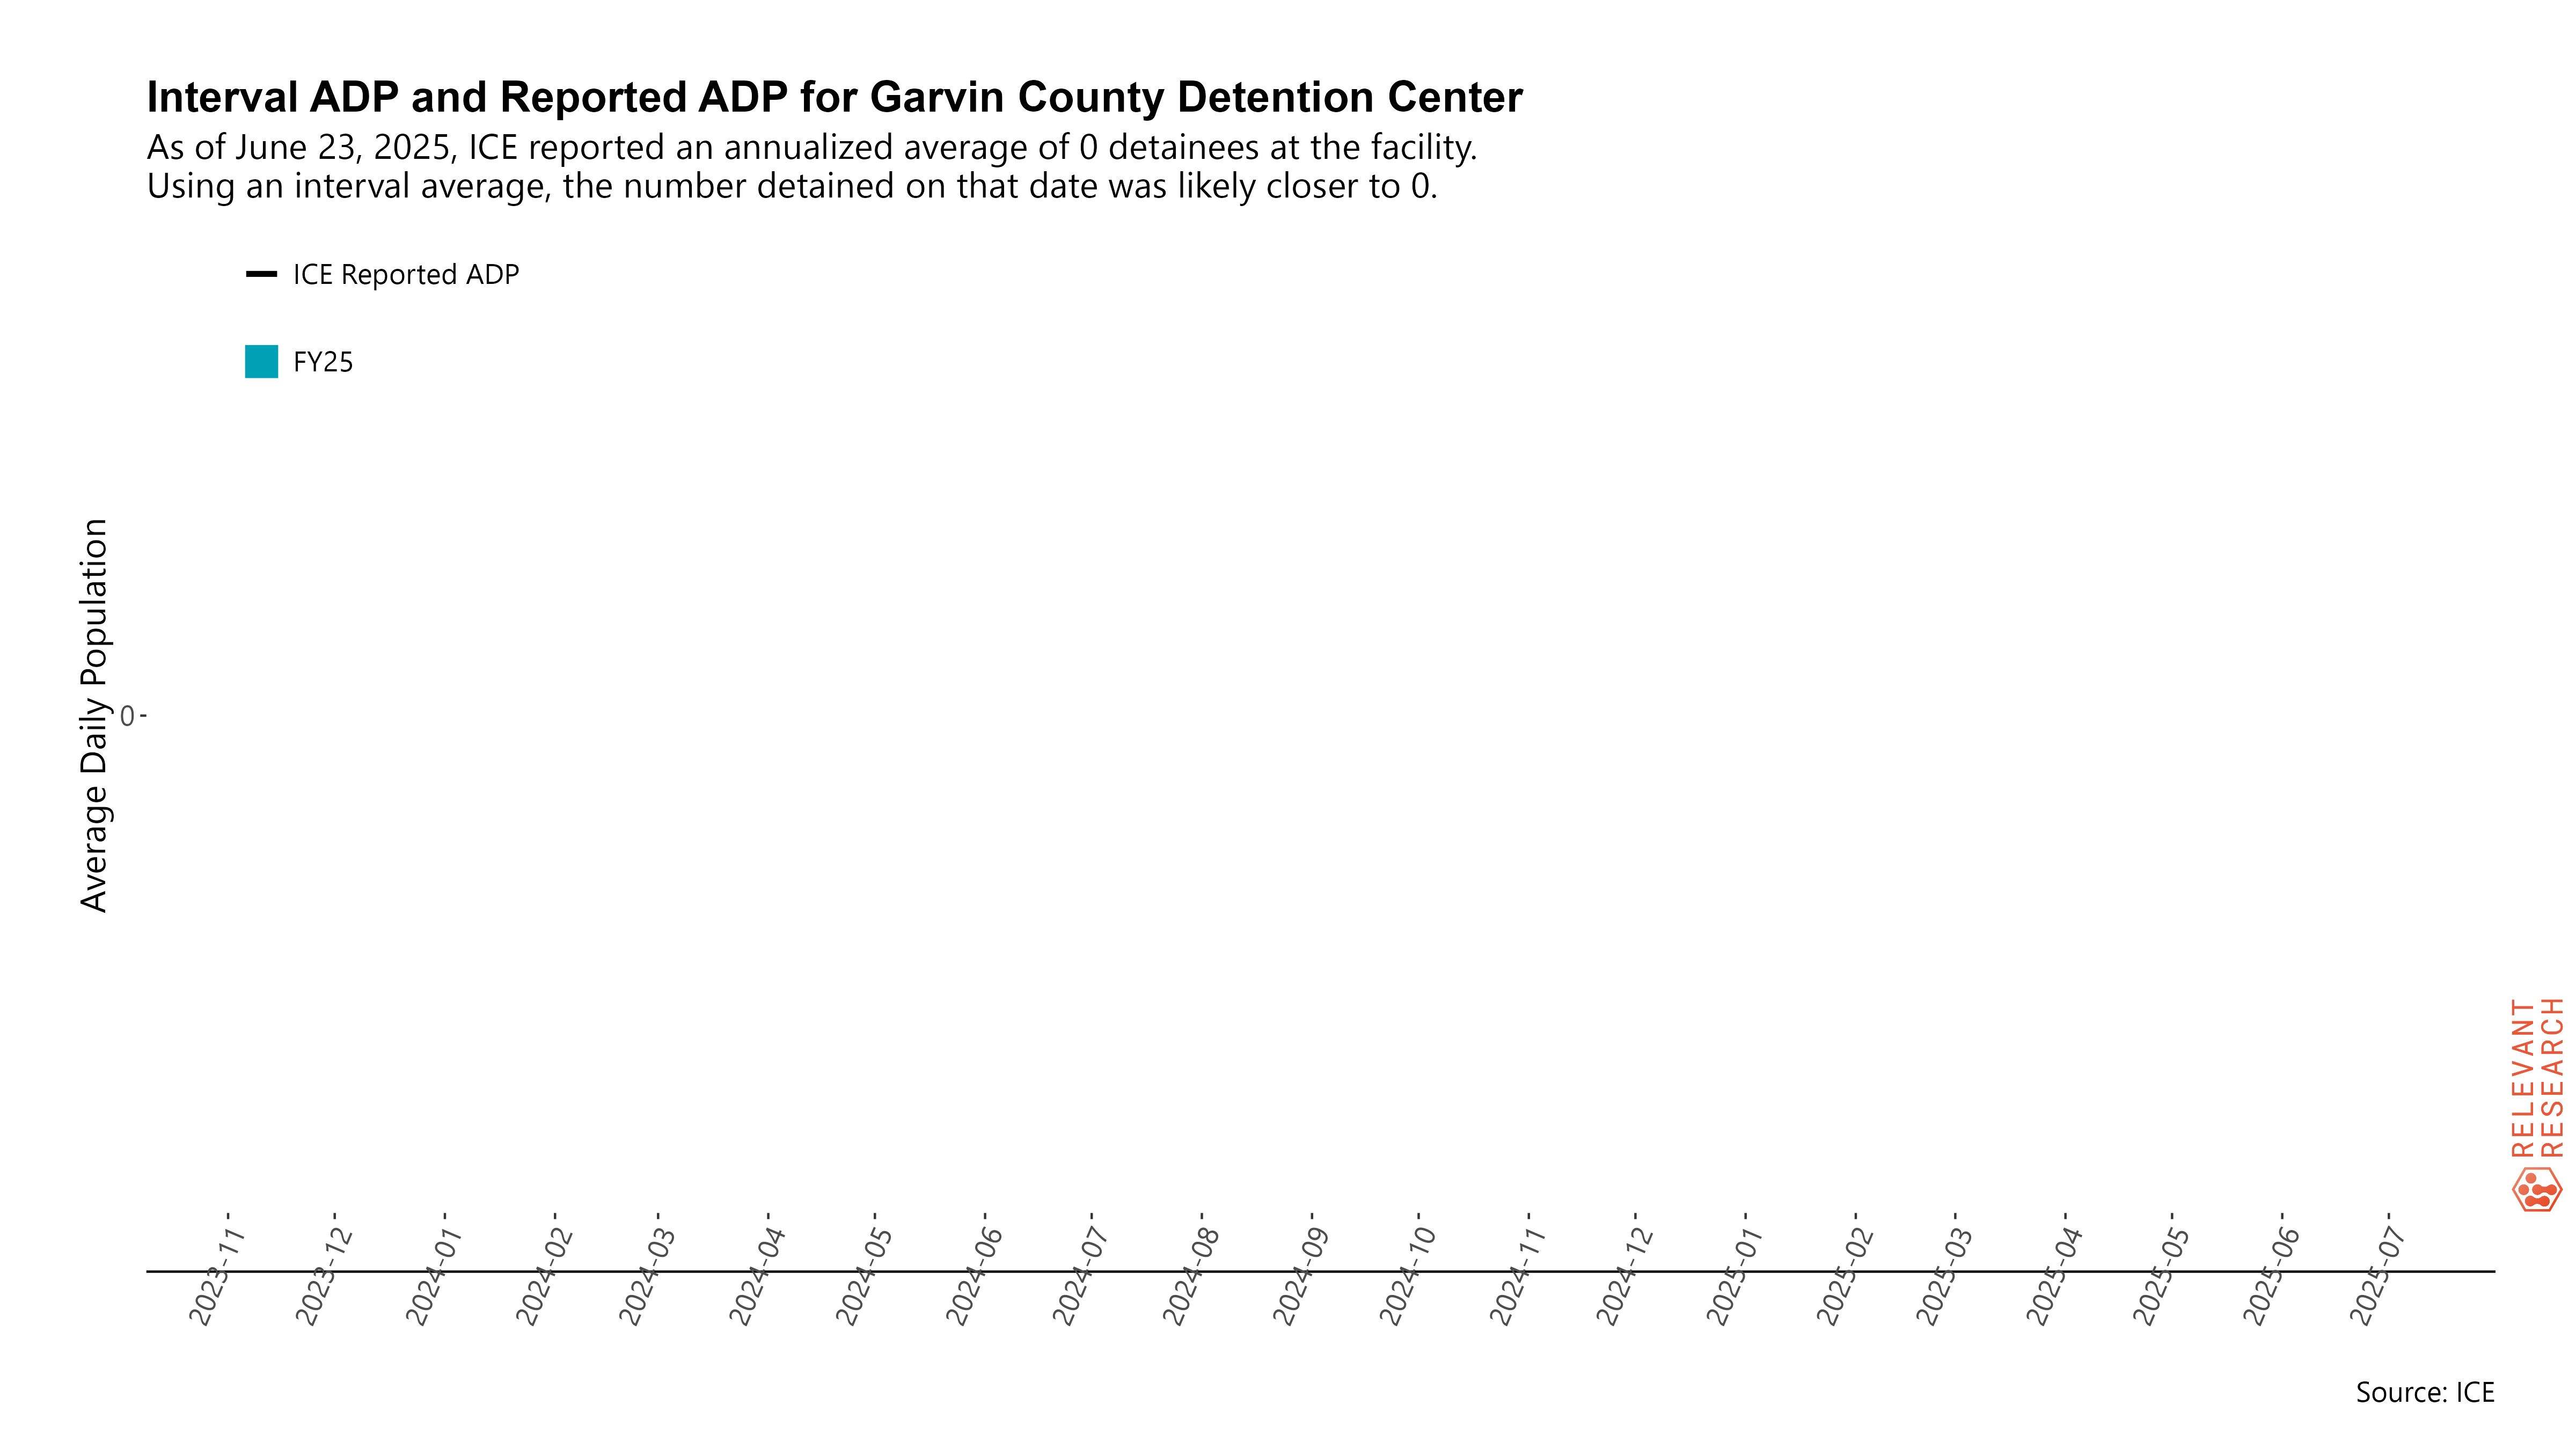 Interval ADP and Reported ADP for Garvin County Detention Center
As of June 23, 2025, ICE reported an annualized average of 0 detainees at the facility.
Using an interval average, the number detained on that date was likely closer to 0.
ICE Reported ADP
FY25
Average Daily Population
0
RELEVANT
RESEARCH
2023-11
2023-12
2024-01
2024-02
2024-03
2024-04
2024-05
2024-06
2024-07
2024-08
2024-09
2024-10
2024-11
2024-12
2025-01
2025-02
2025-03
2025-04
2025-05
2025-06
2025-07
Source: ICE